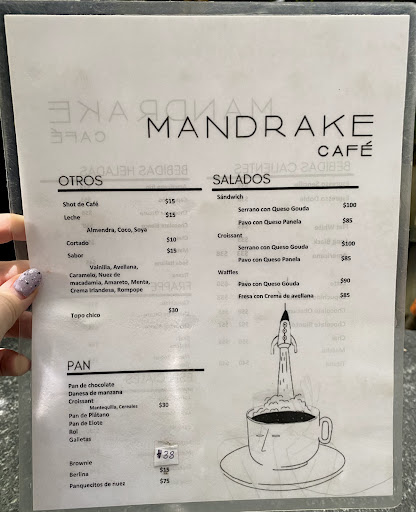 MANDRAKE
CAFÉ
OTROS
Shot de Café $15
Leche $15
Almendra, Coco, Soya
Cortado $10
Sabor $15
Vainilla, Avellana,
Caramelo, Nuez de
macadamia, Amareto, Menta,
Crema Irlandesa, Rompope
Topo chico $30
PAN
Pan de chocolate
Danesa de manzana
Croissant $30
Mantequilla, Cereales
Pan de Plátano
Pan de Elote
Rol
Galletas
Brownie $38
Berlina $15
Panquecitos de nuez $75
SALADOS
Sándwich
Serrano con Queso Gouda $100
Pavo con Queso Panela $85
Croissant
Serrano con Queso Gouda $100
Pavo con Queso Panela $85
Waffles
Pavo con Queso Gouda $90
Fresa con Crema de avellana $85